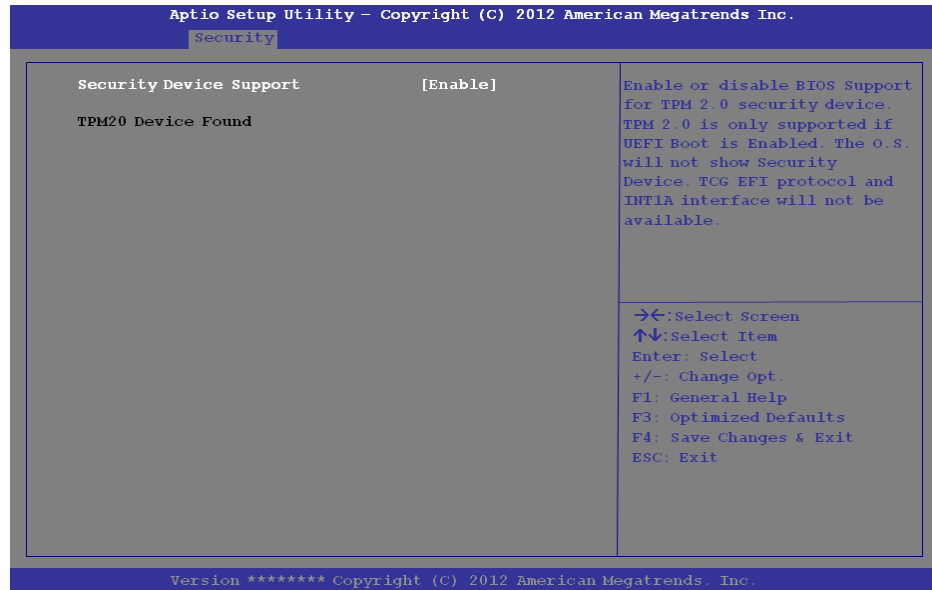 Aptio Setup Utility – Copyright (C) 2012 American Megatrends Inc.
Security
Security Device Support [Enable]
TPM20 Device Found
Enable or disable BIOS Support
for TPM 2.0 security device.
TPM 2.0 is only supported if
UEFI Boot is Enabled. The O.S.
will not show Security
Device. TCG EFI protocol and
INT1A interface will not be
available.
→←:Select Screen
↑↓:Select Item
Enter: Select
+/-: Change Opt.
F1: General Help
F3: Optimized Defaults
F4: Save Changes & Exit
ESC: Exit
Version ******** Copyright (C) 2012 American Megatrends. Inc.